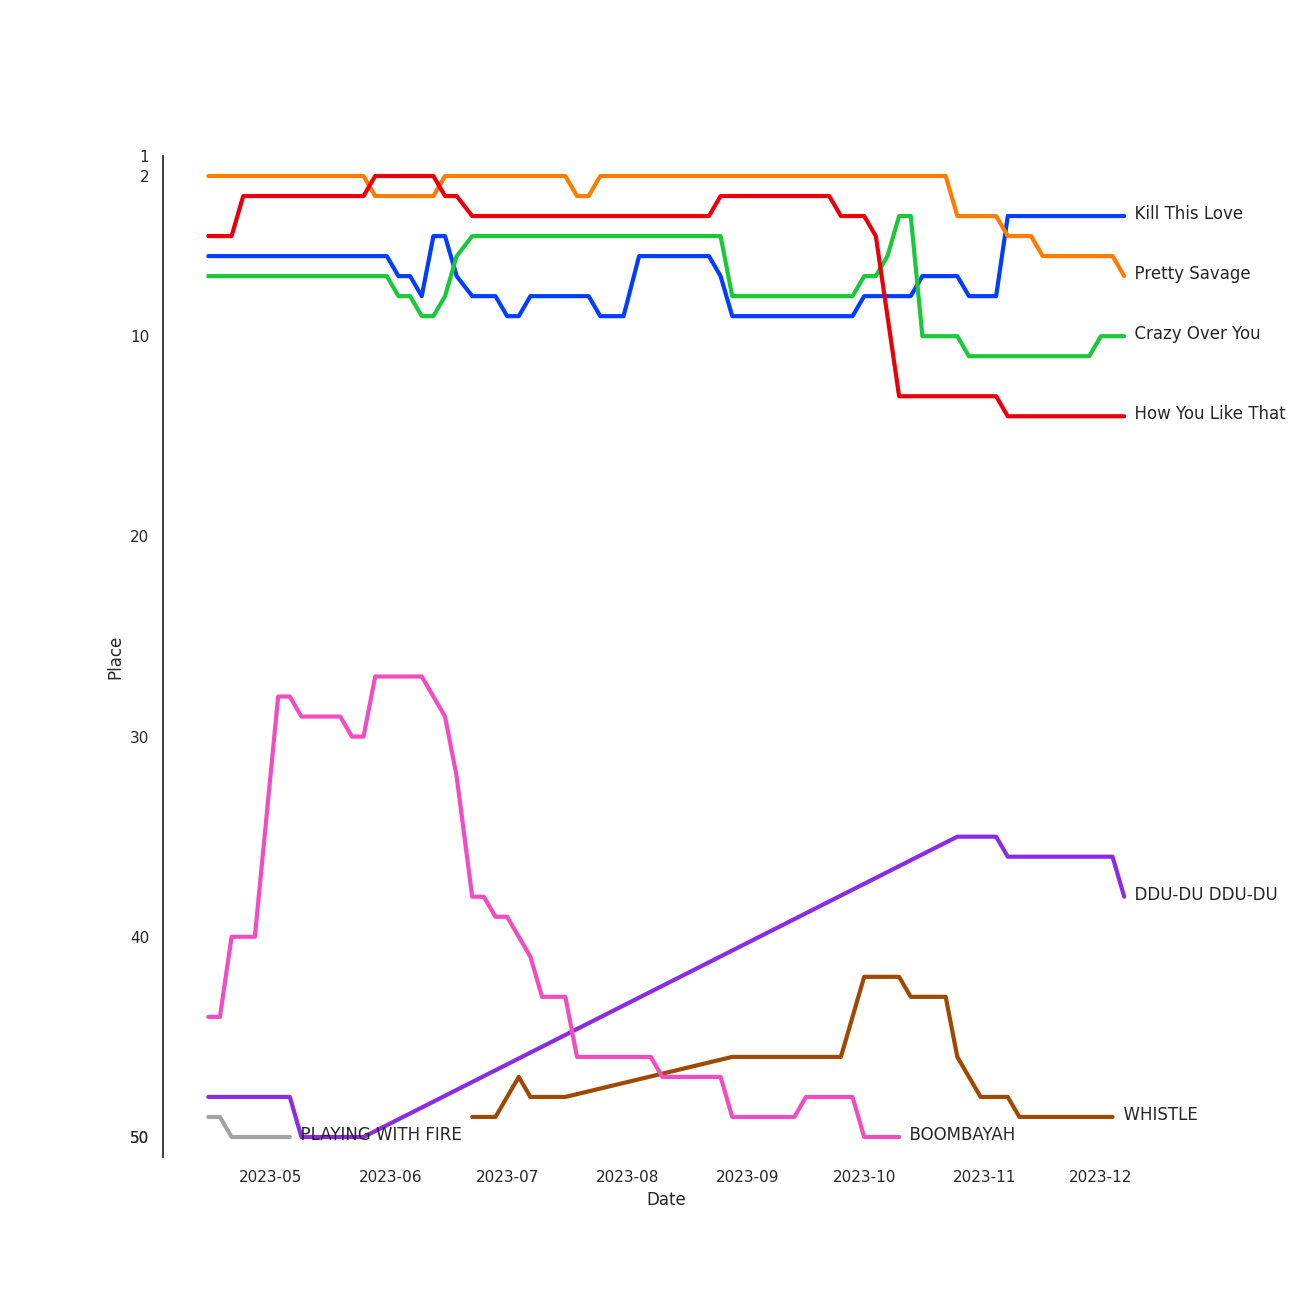 1
2
10
20
30
40
50
Place
Kill This Love
Pretty Savage
Crazy Over You
How You Like That
DDU-DU DDU-DU
WHISTLE
PLAYING WITH FIRE
BOOMBAYAH
2023-05
2023-06
2023-07
2023-08
2023-09
2023-10
2023-11
2023-12
Date